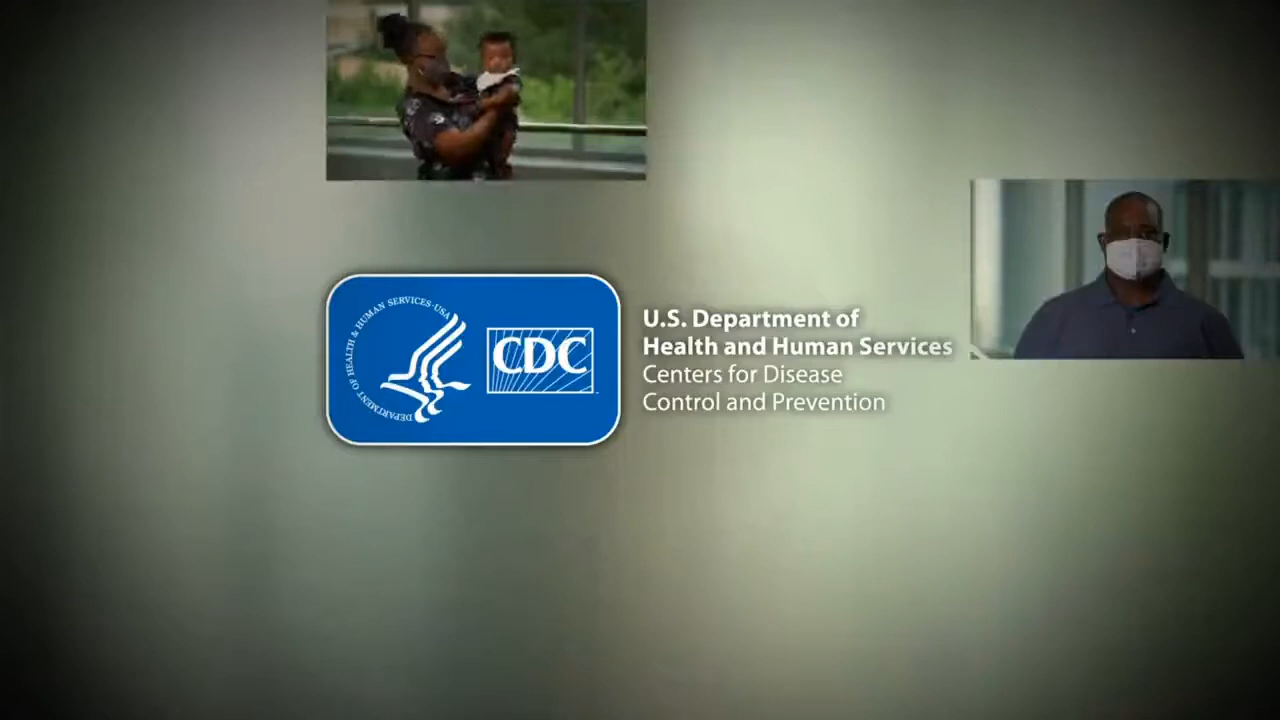 DEPARTMENT OF HEALTH & HUMAN SERVICES·USA
CDC
U.S. Department of
Health and Human Services
Centers for Disease
Control and Prevention